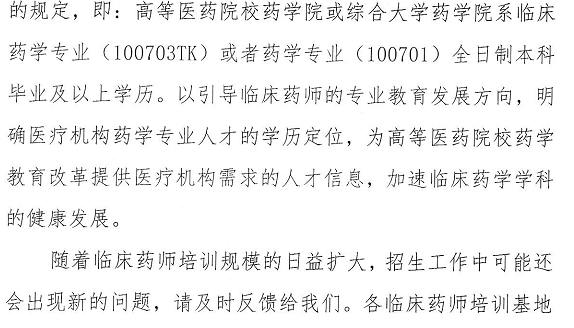 的规定，即：高等医药院校药学院或综合大学药学院系临床
药学专业（100703TK）或者药学专业（100701）全日制本科
毕业及以上学历。以引导临床药师的专业教育发展方向，明
确医疗机构药学专业人才的学历定位，为高等医药院校药学
教育改革提供医疗机构需求的人才信息，加速临床药学学科
的健康发展。
随着临床药师培训规模的日益扩大，招生工作中可能还
会出现新的问题，请及时反馈给我们。各临床药师培训基地